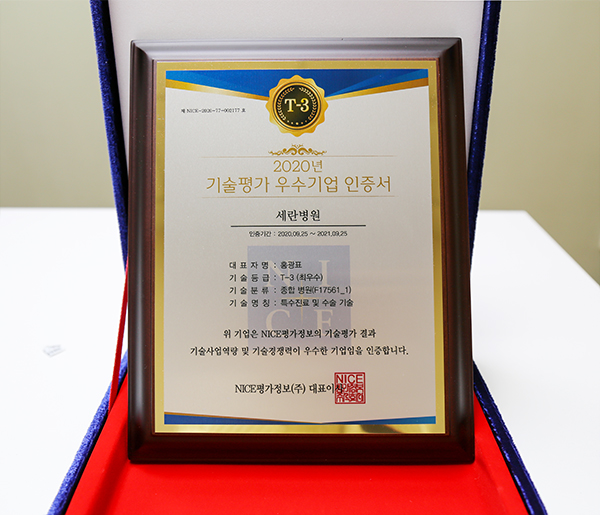 T-3
제 NICE-2020-T7-002177 호
2020년
기술평가 우수기업 인증서
세란병원
인증기간 : 2020.09.25 ~ 2021.09.25
대 표 자 명 : 홍광표
기 술 등 급 : T-3 (최우수)
기 술 분 류 : 종합 병원(F17561_1)
기 술 명 칭 : 특수진료 및 수술 기술
위 기업은 NICE평가정보의 기술평가 결과
기술사업역량 및 기술경쟁력이 우수한 기업임을 인증합니다.
NICE평가정보(주) 대표이사
NICE